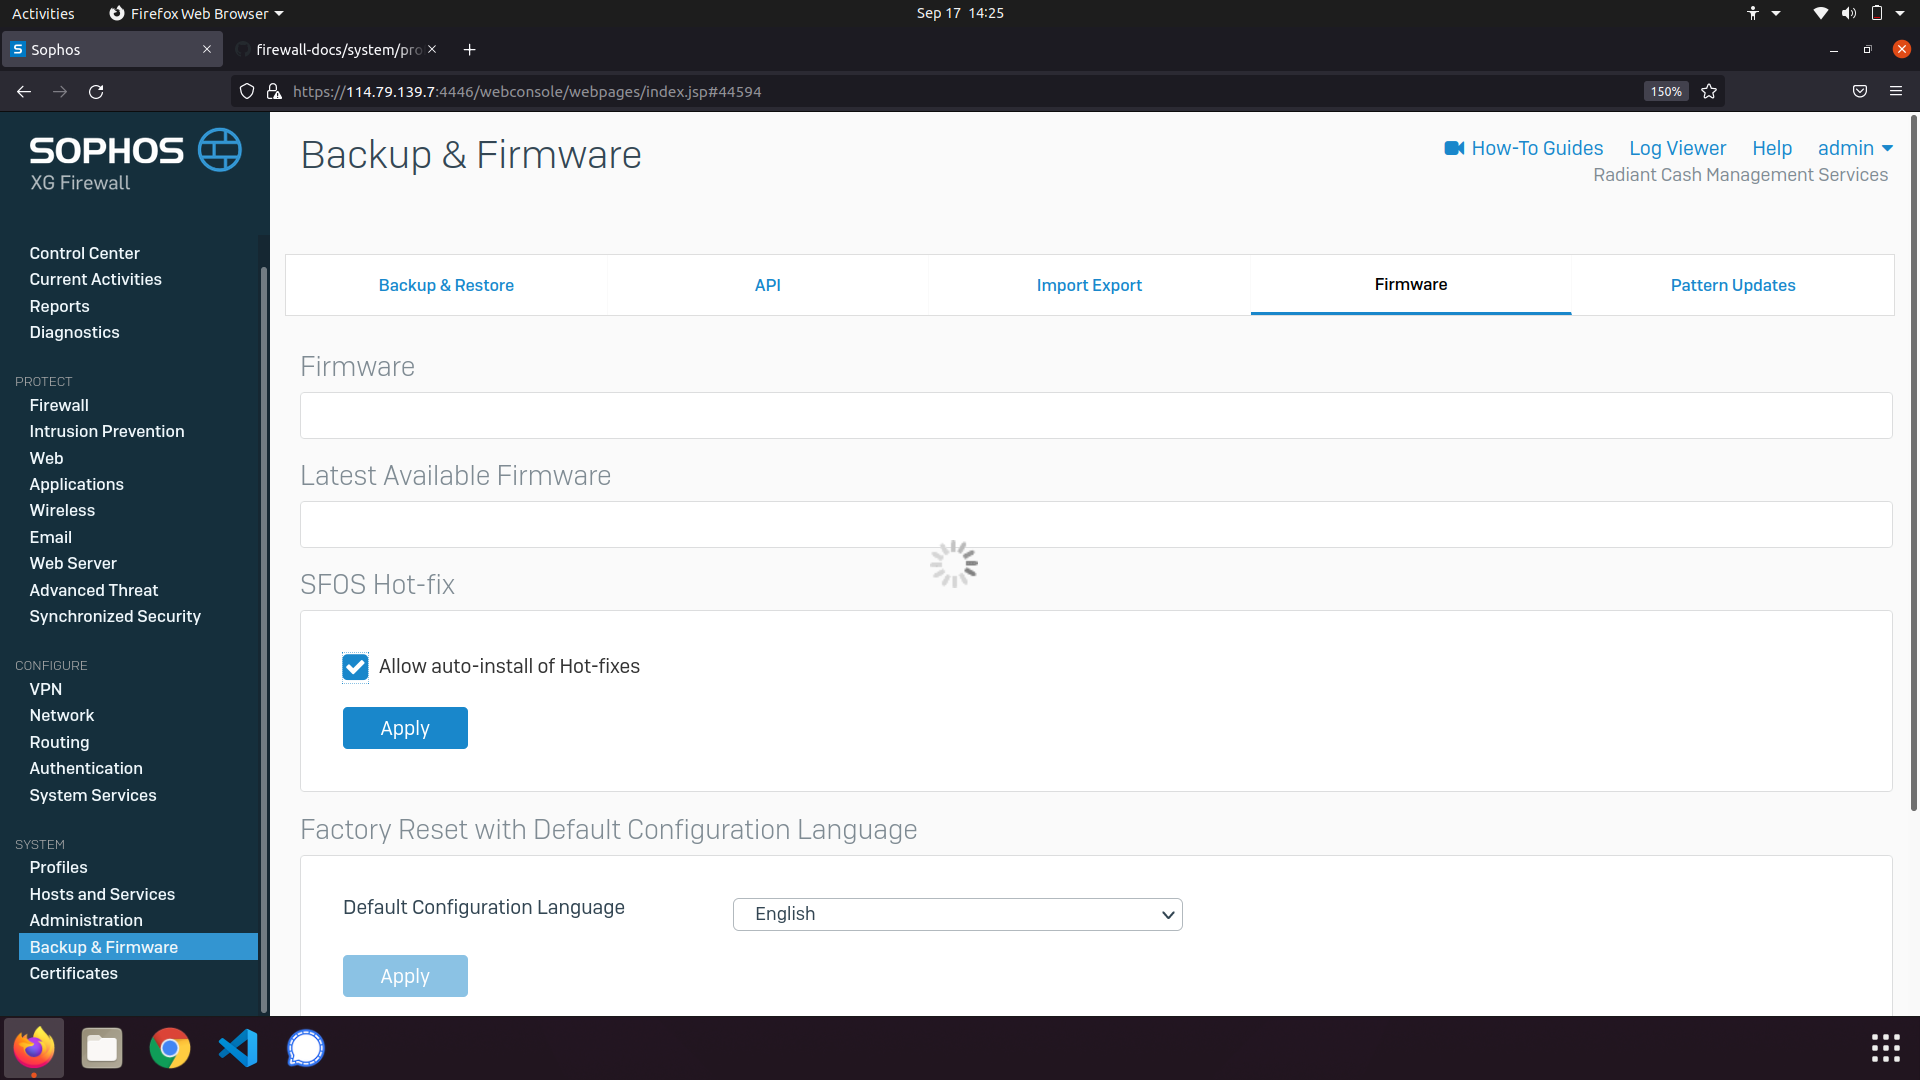 Activities
Firefox Web Browser
Sep 17 14:25
Sophos
firewall-docs/system/pro
https://114.79.139.7:4446/webconsole/webpages/index.jsp#44594
150%
SOPHOS
XG Firewall
Backup & Firmware
How-To Guides
Log Viewer
Help
admin
Radiant Cash Management Services
Control Center
Current Activities
Reports
Diagnostics
PROTECT
Firewall
Intrusion Prevention
Web
Applications
Wireless
Email
Web Server
Advanced Threat
Synchronized Security
CONFIGURE
VPN
Network
Routing
Authentication
System Services
SYSTEM
Profiles
Hosts and Services
Administration
Backup & Firmware
Certificates
Backup & Restore
API
Import Export
Firmware
Pattern Updates
Firmware
Latest Available Firmware
SFOS Hot-fix
Allow auto-install of Hot-fixes
Apply
Factory Reset with Default Configuration Language
Default Configuration Language
English
Apply